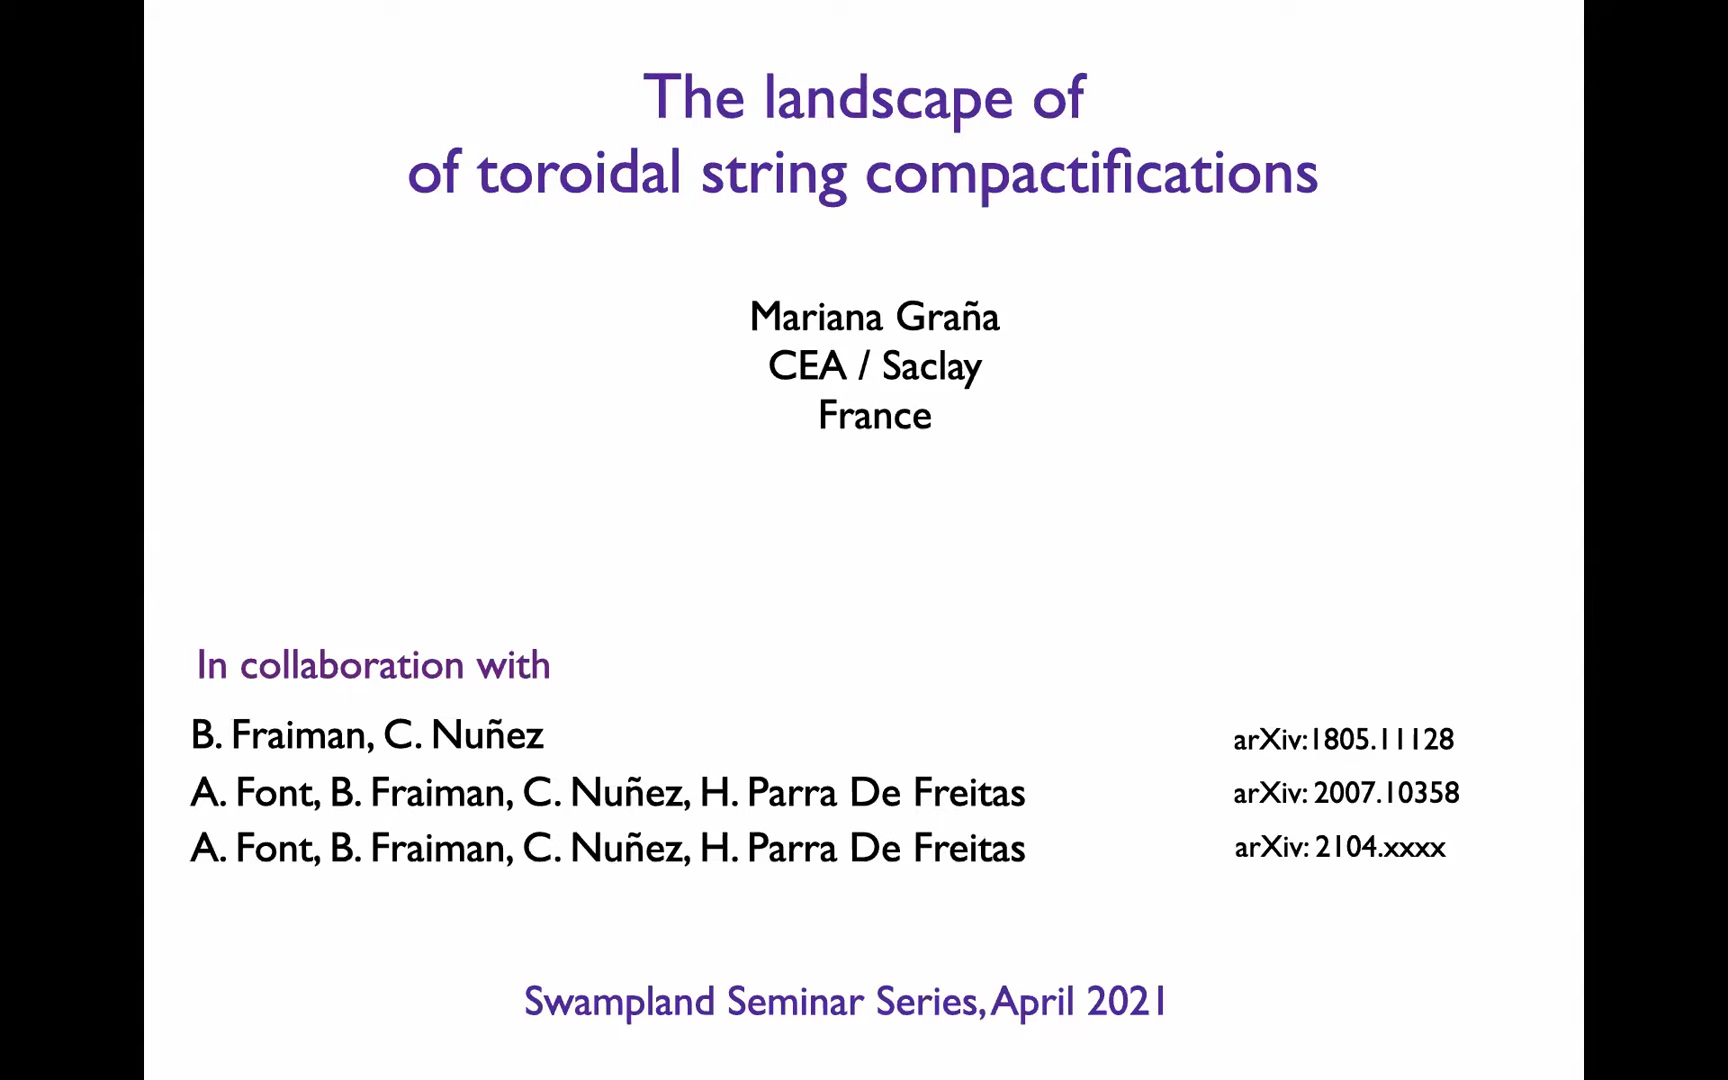 The landscape of
of toroidal string compactifications
Mariana Graña
CEA / Saclay
France
In collaboration with
B. Fraiman, C. Nuñez arXiv:1805.11128
A. Font, B. Fraiman, C. Nuñez, H. Parra De Freitas arXiv: 2007.10358
A. Font, B. Fraiman, C. Nuñez, H. Parra De Freitas arXiv: 2104.xxxx
Swampland Seminar Series, April 2021